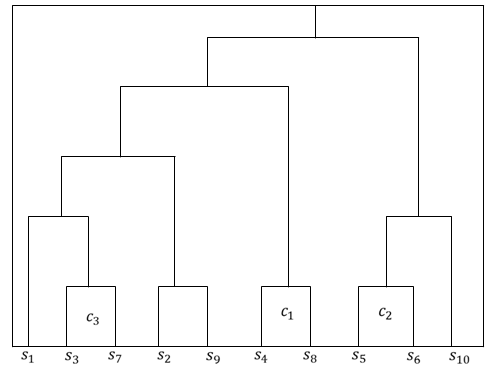 c₃
c₁
c₂
s₁ s₃ s₇ s₂ s₉ s₄ s₈ s₅ s₆ s₁₀